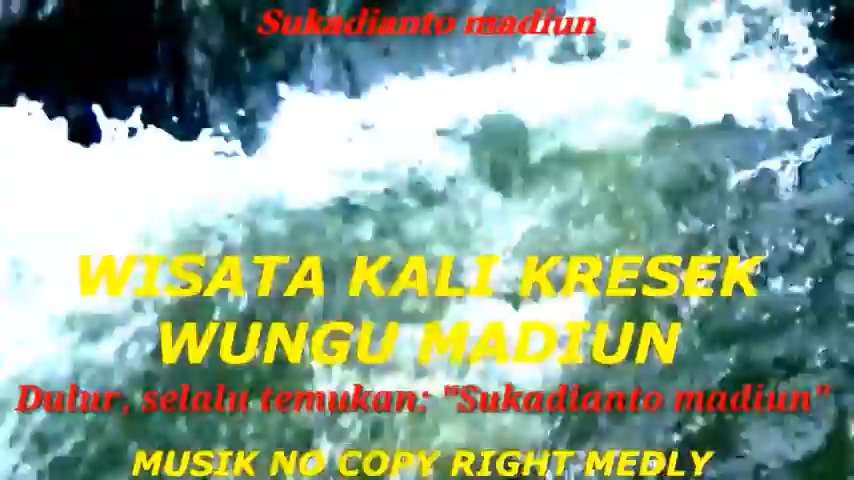 Sukadianto madiun
WISATA KALI KRESEK
WUNGU MADIUN
Dulur, selalu temukan: "Sukadianto madiun"
MUSIK NO COPY RIGHT MEDLY